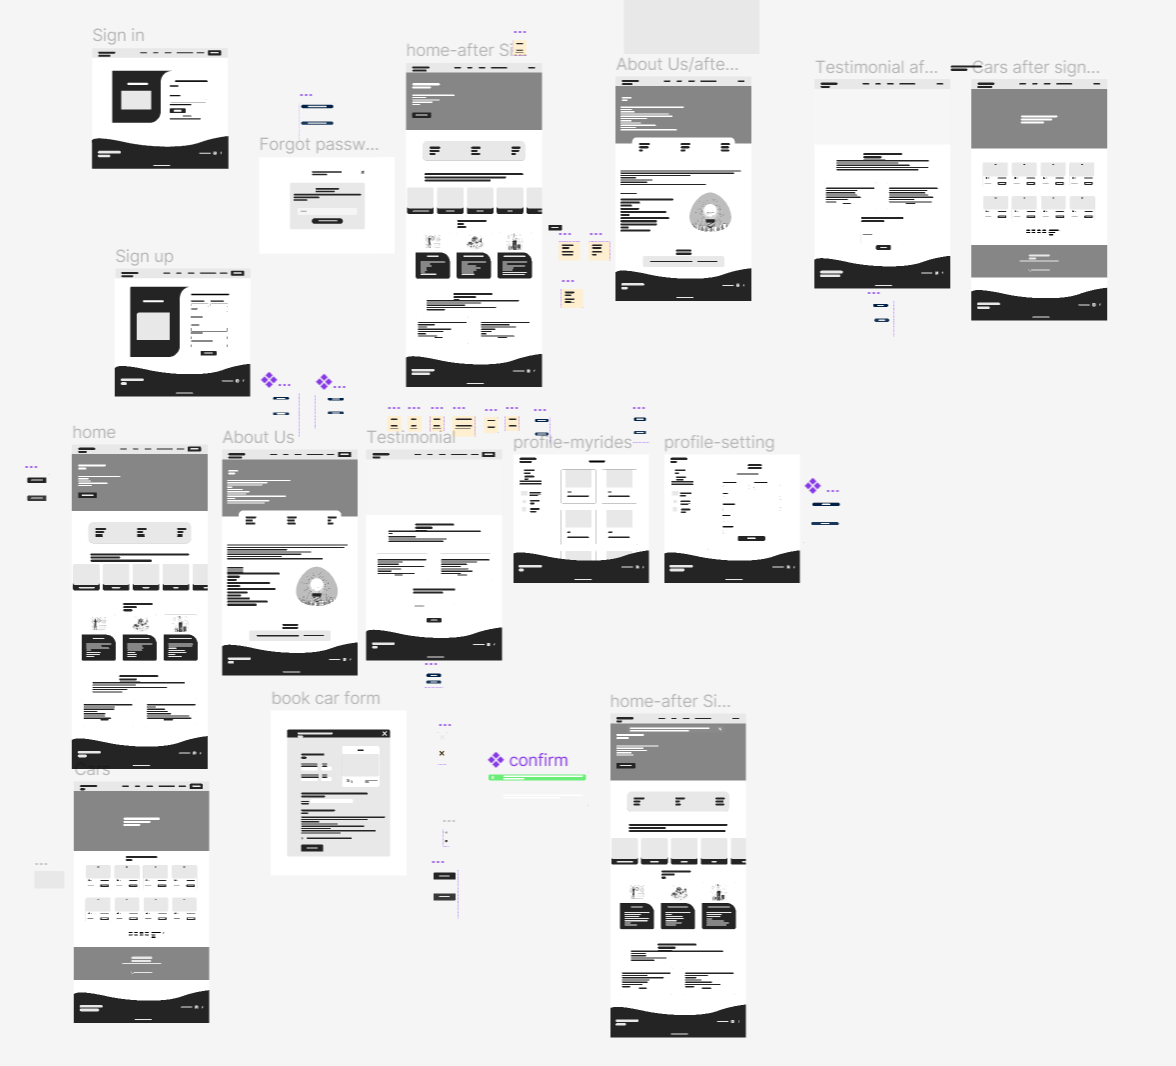 Sign in
home-after Si...
About Us/afte...
Testimonial af...
Cars after sign...
Forgot passw...
Sign up
home
About Us
Testimonial
profile-myrides
profile-setting
book car form
home-after Si...
confirm
Cars